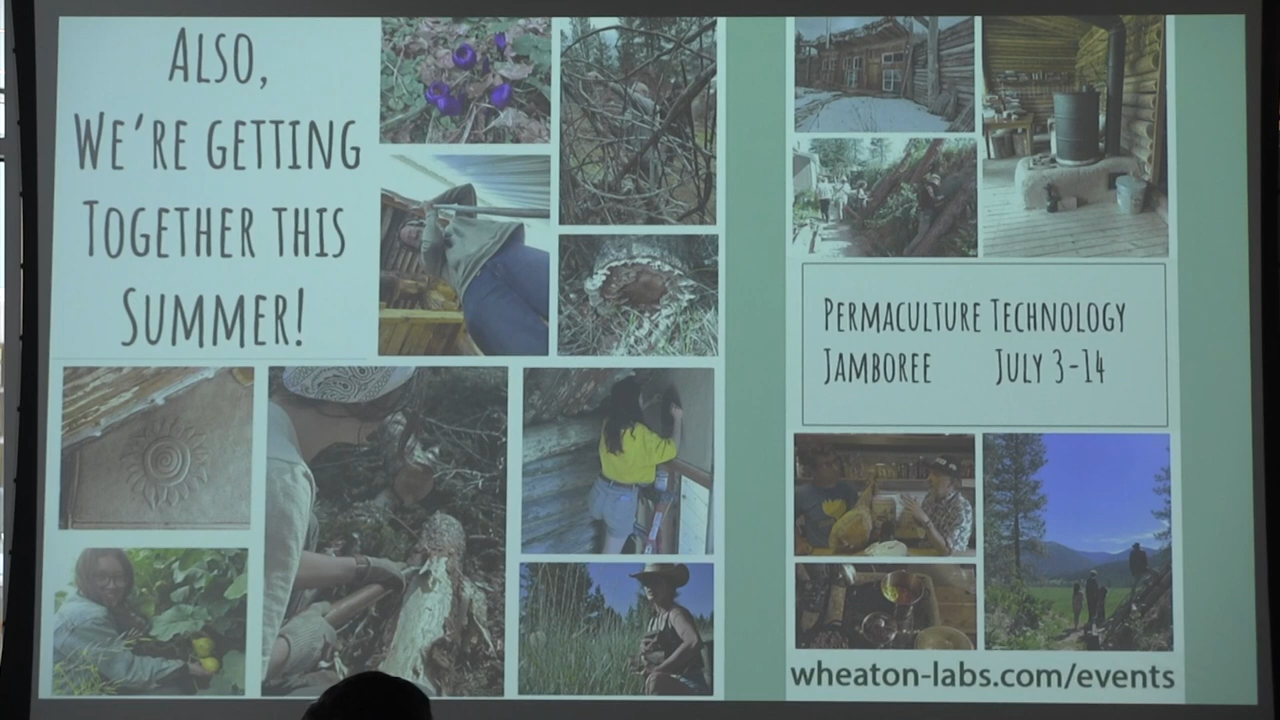 ALSO,
WE'RE GETTING
TOGETHER THIS
SUMMER!
PERMACULTURE TECHNOLOGY
JAMBOREE JULY 3-14
wheaton-labs.com/events